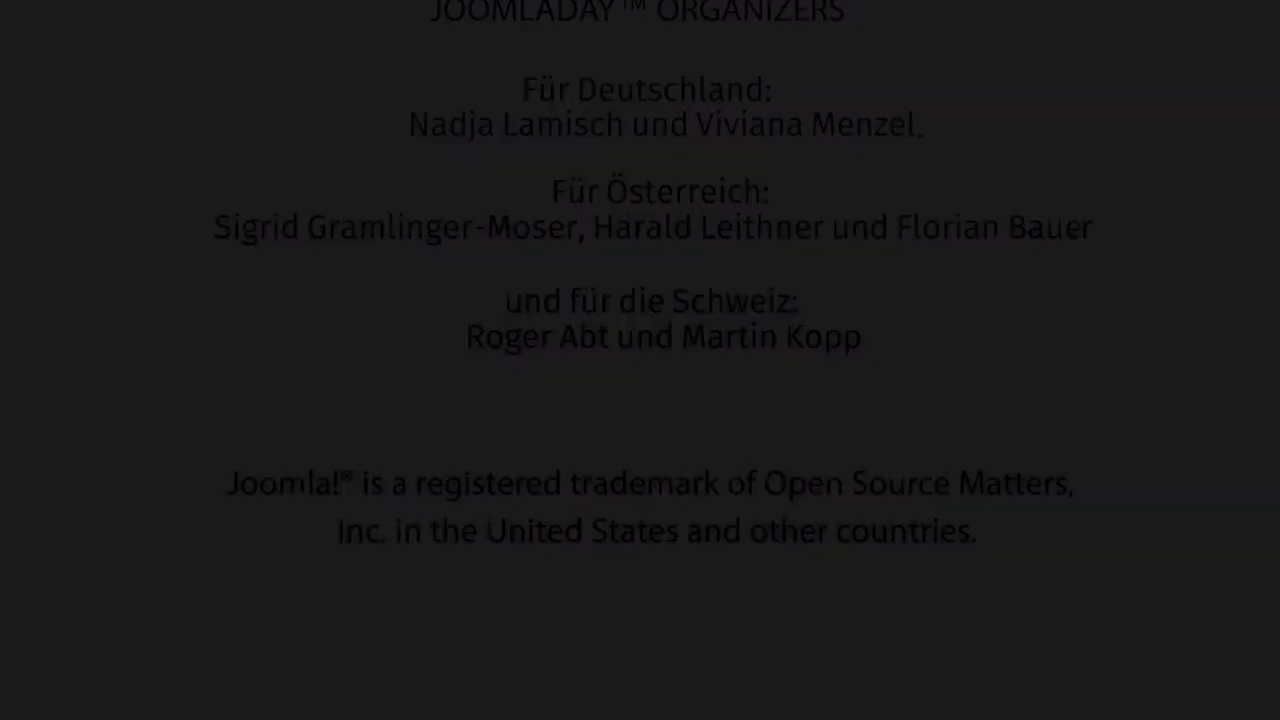 JOOMLADAY™ ORGANIZERS
Für Deutschland:
Nadja Lamisch und Viviana Menzel.
Für Österreich:
Sigrid Gramlinger-Moser, Harald Leithner und Florian Bauer
und für die Schweiz:
Roger Abt und Martin Kopp
Joomla!® is a registered trademark of Open Source Matters,
Inc. in the United States and other countries.